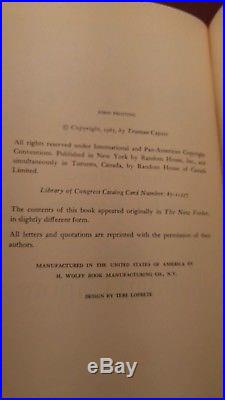 FIRST PRINTING
© Copyright, 1965, by Truman Capote
All rights reserved under International and Pan-American Copyright
Conventions. Published in New York by Random House, Inc., and
simultaneously in Toronto, Canada, by Random House of Canada
Limited.
Library of Congress Catalog Card Number:
The contents of this book appeared originally in The New Yorker,
in slightly different form.
All letters and quotations are reprinted with the permission of their
authors.
MANUFACTURED IN THE UNITED STATES OF AMERICA BY
H. WOLFF BOOK MANUFACTURING CO., N.Y.
DESIGN BY TERE LOPRETE
bidz